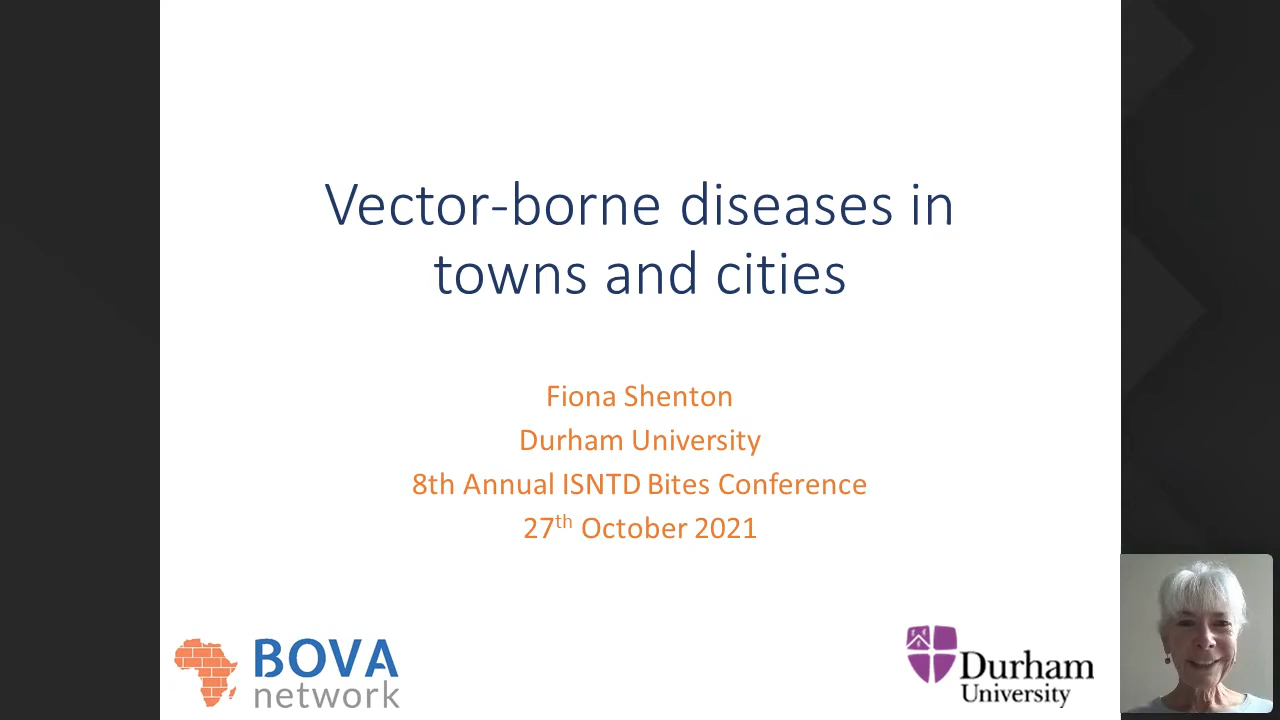 Vector-borne diseases in
towns and cities
Fiona Shenton
Durham University
8th Annual ISNTD Bites Conference
27th October 2021
BOVA
network
Durham
University